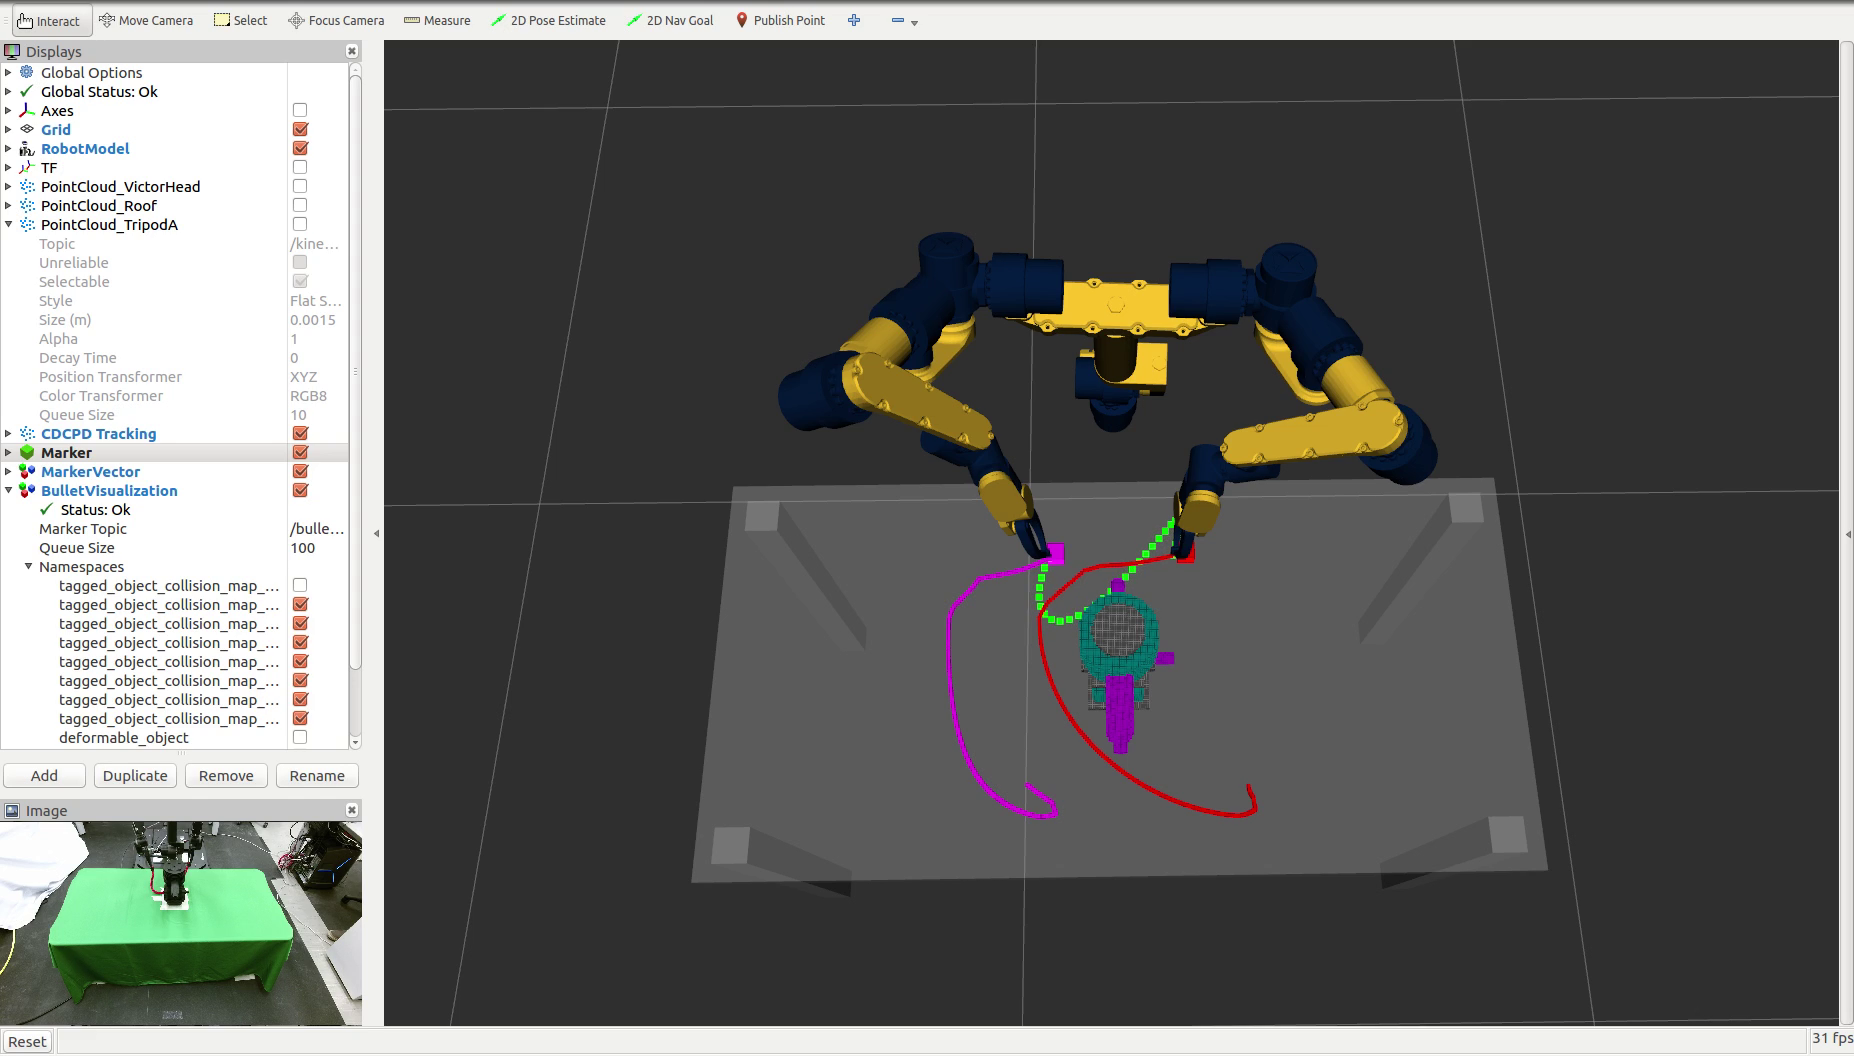 Interact Move Camera Select Focus Camera Measure 2D Pose Estimate 2D Nav Goal Publish Point
Displays
Global Options
Global Status: Ok
Axes
Grid
RobotModel
TF
PointCloud_VictorHead
PointCloud_Roof
PointCloud_TripodA
Topic /kine...
Unreliable
Selectable
Style Flat S...
Size (m) 0.0015
Alpha 1
Decay Time 0
Position Transformer XYZ
Color Transformer RGB8
Queue Size 10
CDCPD Tracking
Marker
MarkerVector
BulletVisualization
Status: Ok
Marker Topic /bulle...
Queue Size 100
Namespaces
tagged_object_collision_map_...
tagged_object_collision_map_...
tagged_object_collision_map_...
tagged_object_collision_map_...
tagged_object_collision_map_...
tagged_object_collision_map_...
tagged_object_collision_map_...
tagged_object_collision_map_...
deformable_object
Add Duplicate Remove Rename
Image
Reset
31 fps